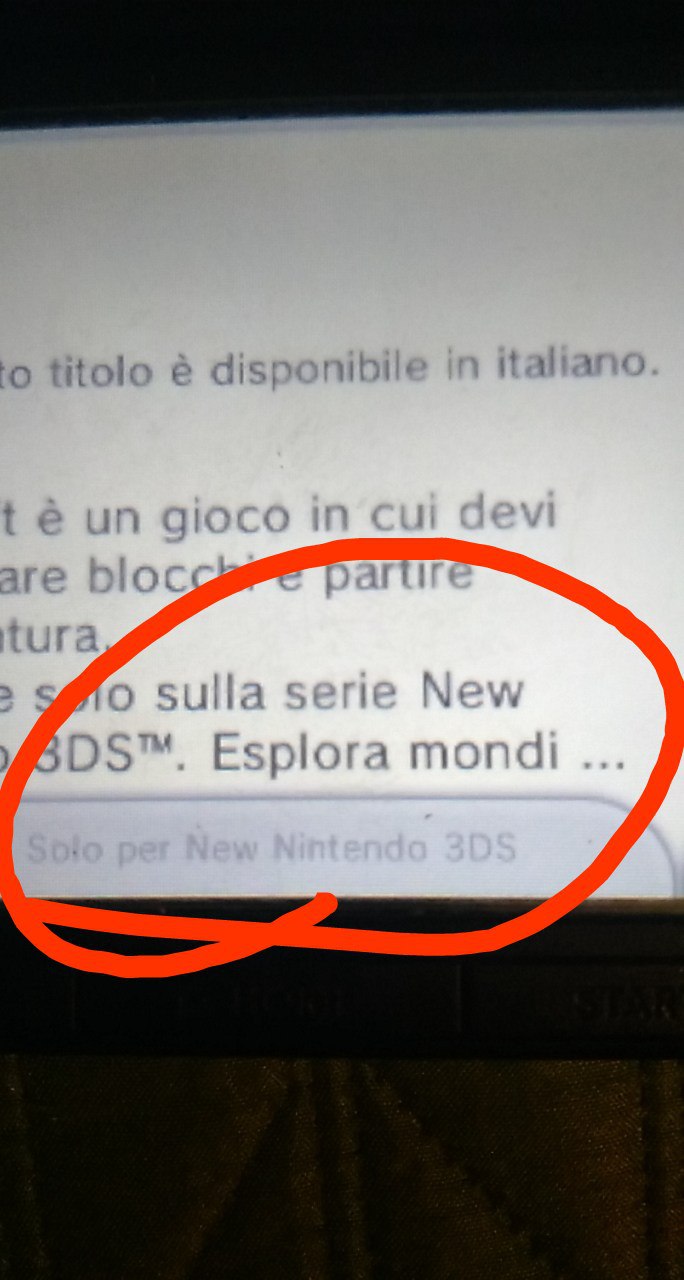 to titolo è disponibile in italiano.
t è un gioco in cui devi
are blocchi e partire
ntura.
e solo sulla serie New
o 3DS™. Esplora mondi ...
Solo per New Nintendo 3DS
START